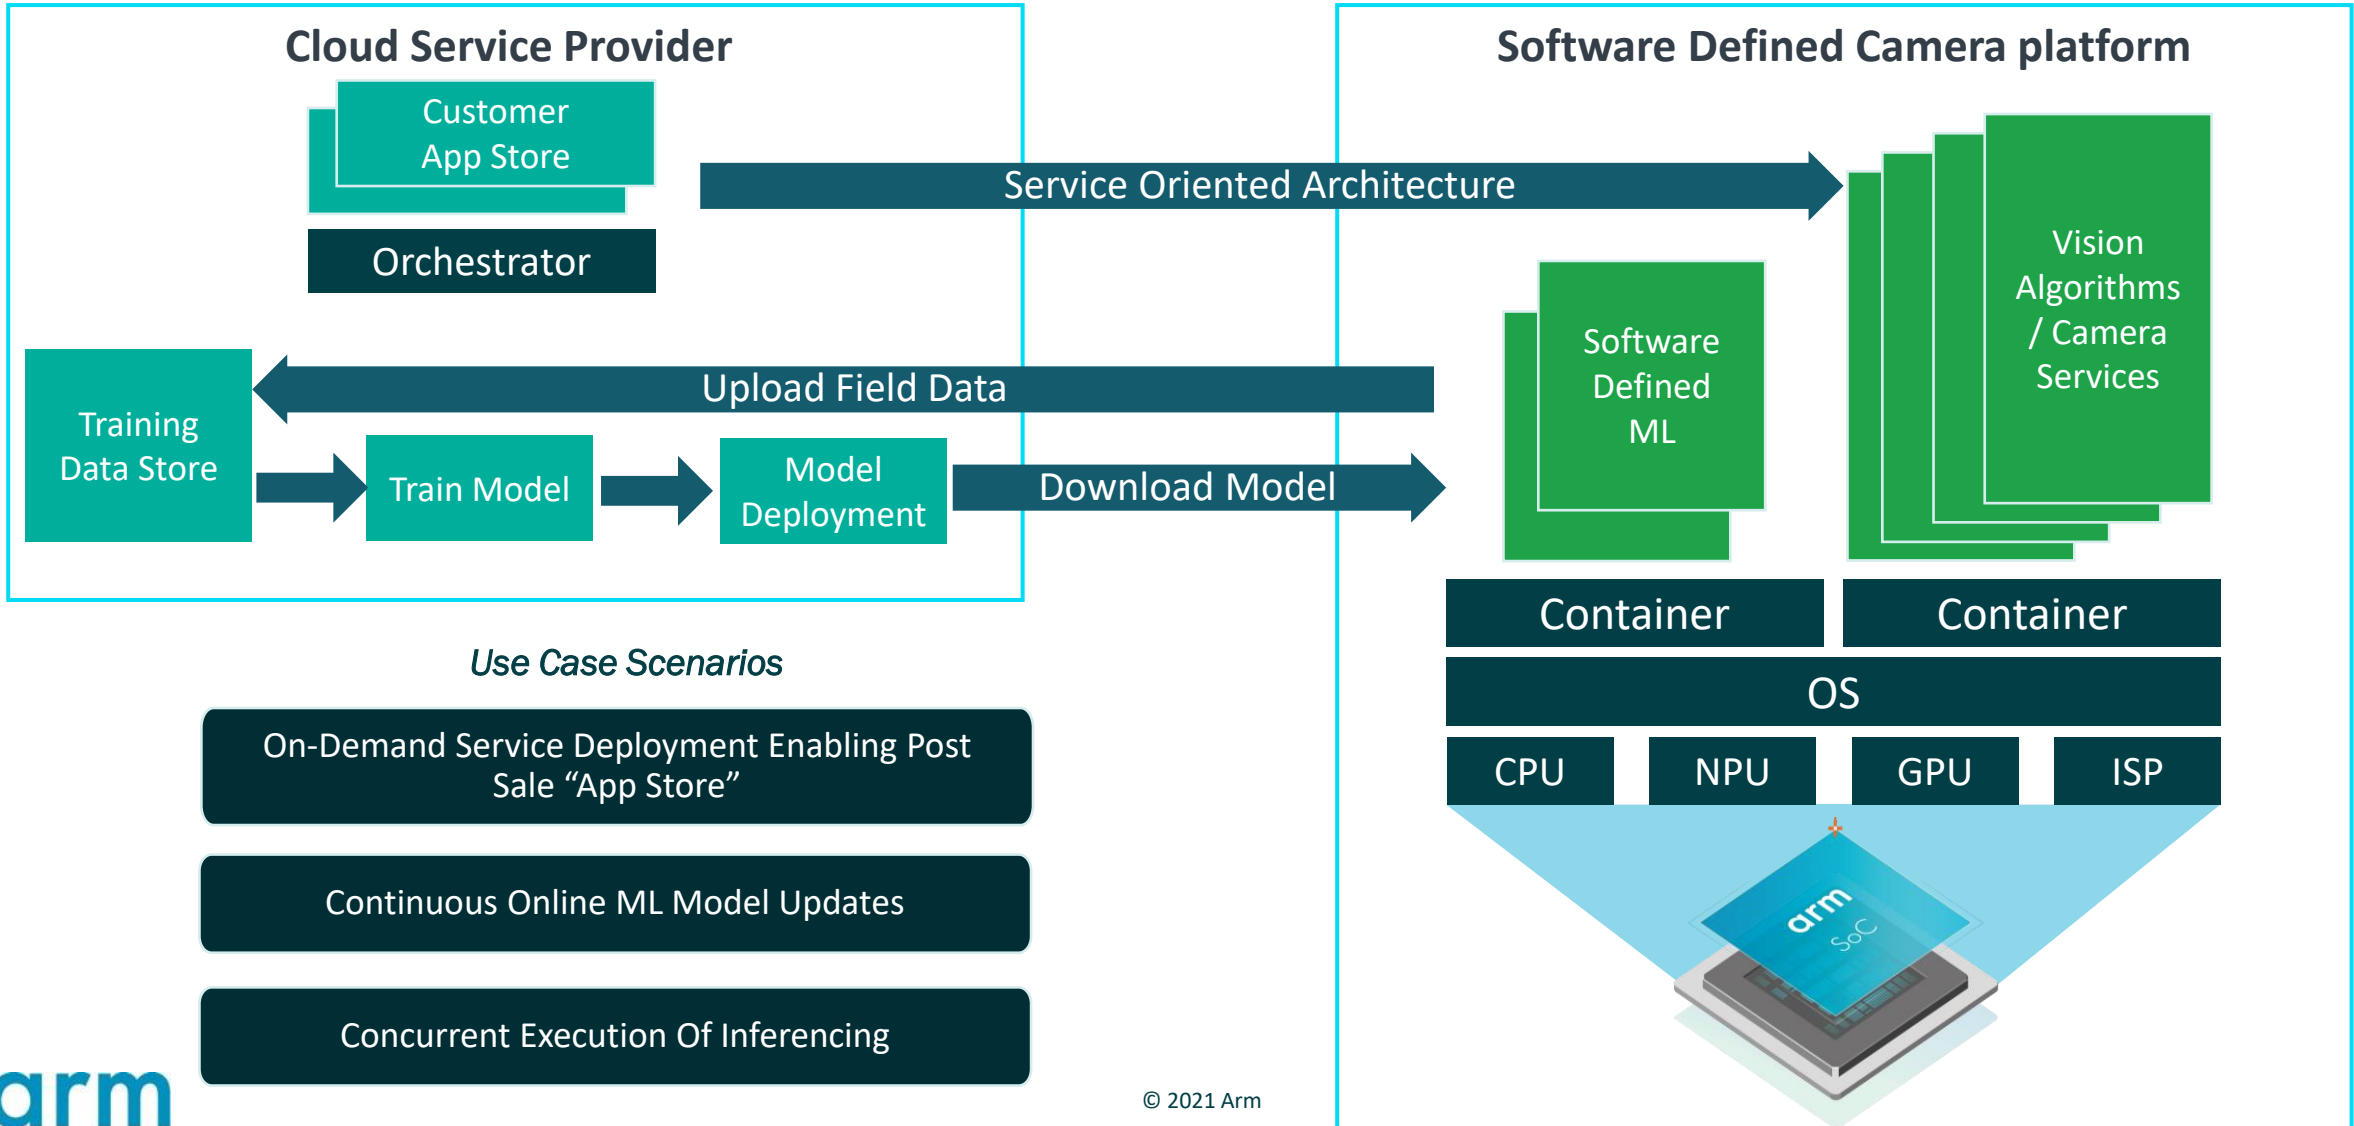 Cloud Service Provider
Customer
App Store
Orchestrator
Service Oriented Architecture
Upload Field Data
Training
Data Store
Train Model
Model
Deployment
Download Model
Software Defined Camera platform
Software
Defined
ML
Vision
Algorithms
/ Camera
Services
Container
Container
OS
CPU
NPU
GPU
ISP
arm
SoC
Use Case Scenarios
On-Demand Service Deployment Enabling Post
Sale “App Store”
Continuous Online ML Model Updates
Concurrent Execution Of Inferencing
arm
© 2021 Arm